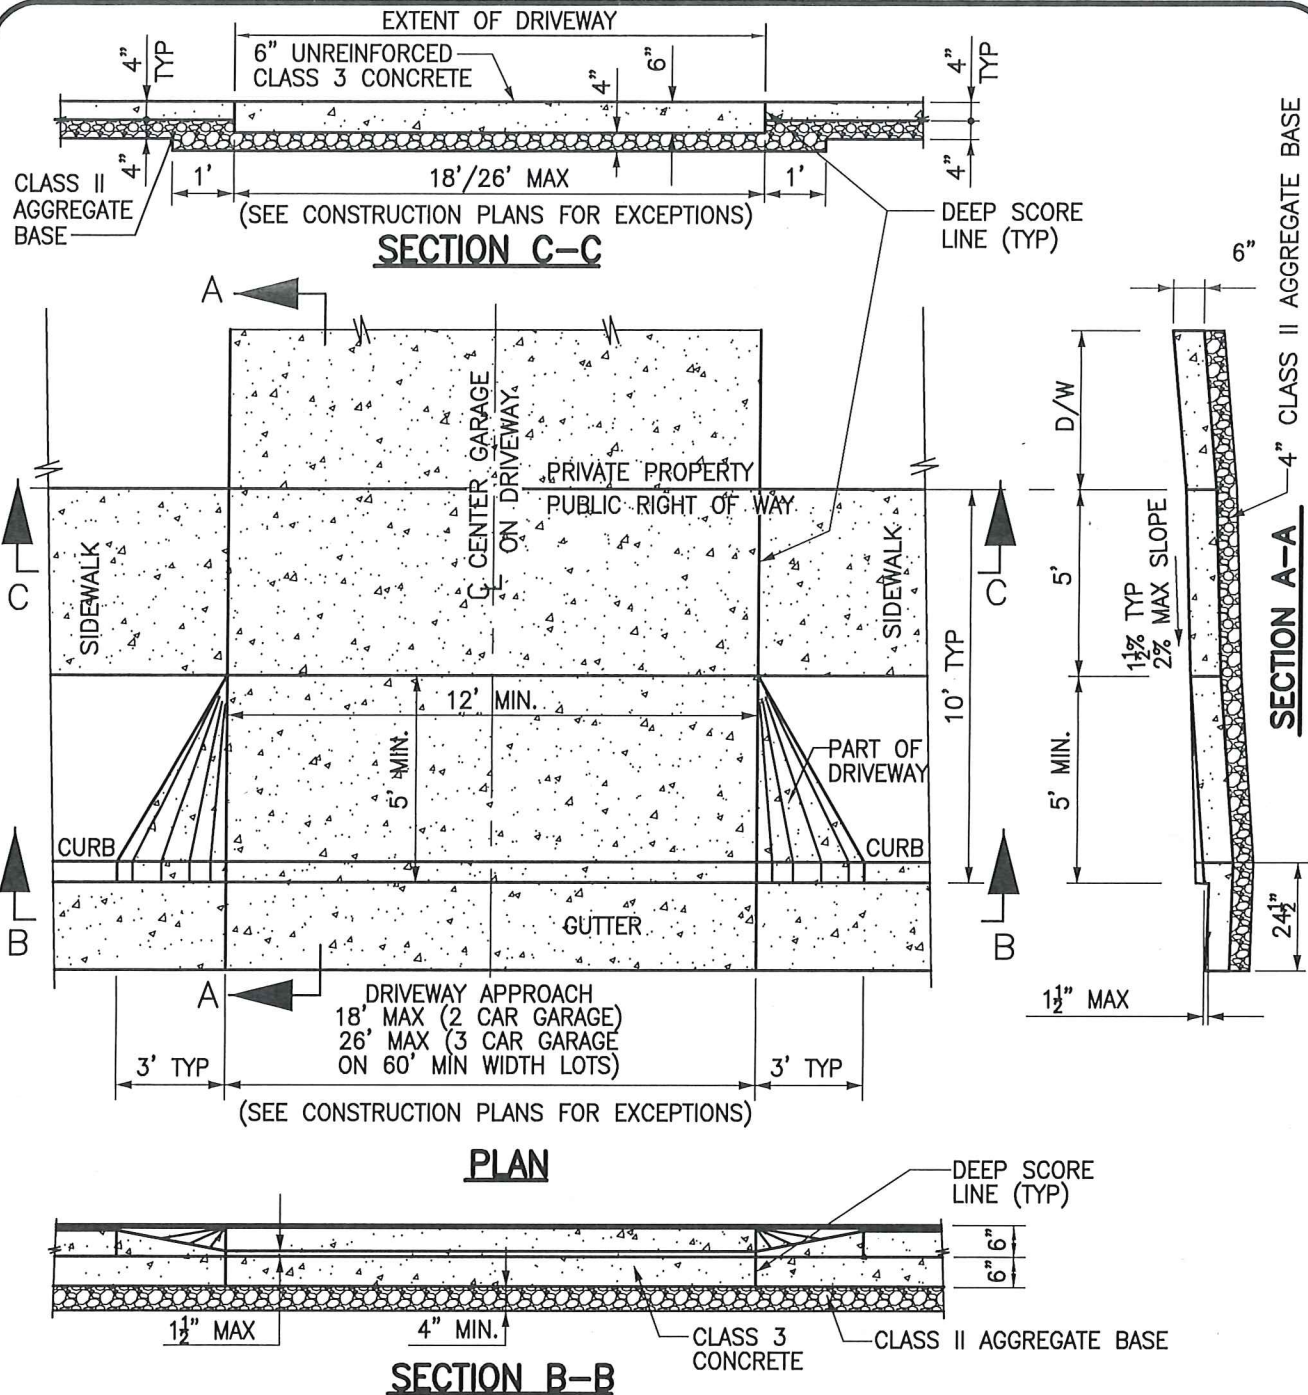 EXTENT OF DRIVEWAY
6" UNREINFORCED
CLASS 3 CONCRETE
4"
TYP
4"
6"
4"
TYP
4"
1'
18'/26' MAX
1'
4"
CLASS II
AGGREGATE
BASE
(SEE CONSTRUCTION PLANS FOR EXCEPTIONS)
SECTION C-C
DEEP SCORE
LINE (TYP)
6"
4" CLASS II AGGREGATE BASE
A
℄ CENTER GARAGE
ON DRIVEWAY
PRIVATE PROPERTY
PUBLIC RIGHT OF WAY
D/W
C
SIDEWALK
SIDEWALK
C
10' TYP
1½% TYP
2% MAX SLOPE
5'
SECTION A-A
12' MIN.
5' MIN.
PART OF
DRIVEWAY
5' MIN.
CURB
CURB
B
GUTTER
B
24½"
A
1½" MAX
DRIVEWAY APPROACH
18' MAX (2 CAR GARAGE)
26' MAX (3 CAR GARAGE
ON 60' MIN WIDTH LOTS)
3' TYP
3' TYP
(SEE CONSTRUCTION PLANS FOR EXCEPTIONS)
PLAN
DEEP SCORE
LINE (TYP)
6"
6"
1½" MAX
4" MIN.
CLASS 3
CONCRETE
CLASS II AGGREGATE BASE
SECTION B-B